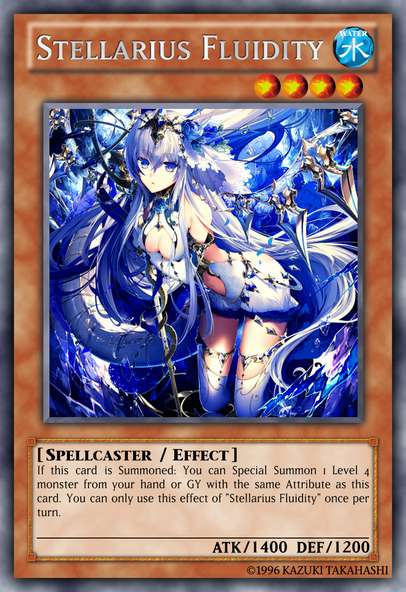 STELLARIUS FLUIDITY
WATER
水
[ SPELLCASTER / EFFECT ]
If this card is Summoned: You can Special Summon 1 Level 4
monster from your hand or GY with the same Attribute as this
card. You can only use this effect of "Stellarius Fluidity" once per
turn.
ATK/1400 DEF/1200
©1996 KAZUKI TAKAHASHI